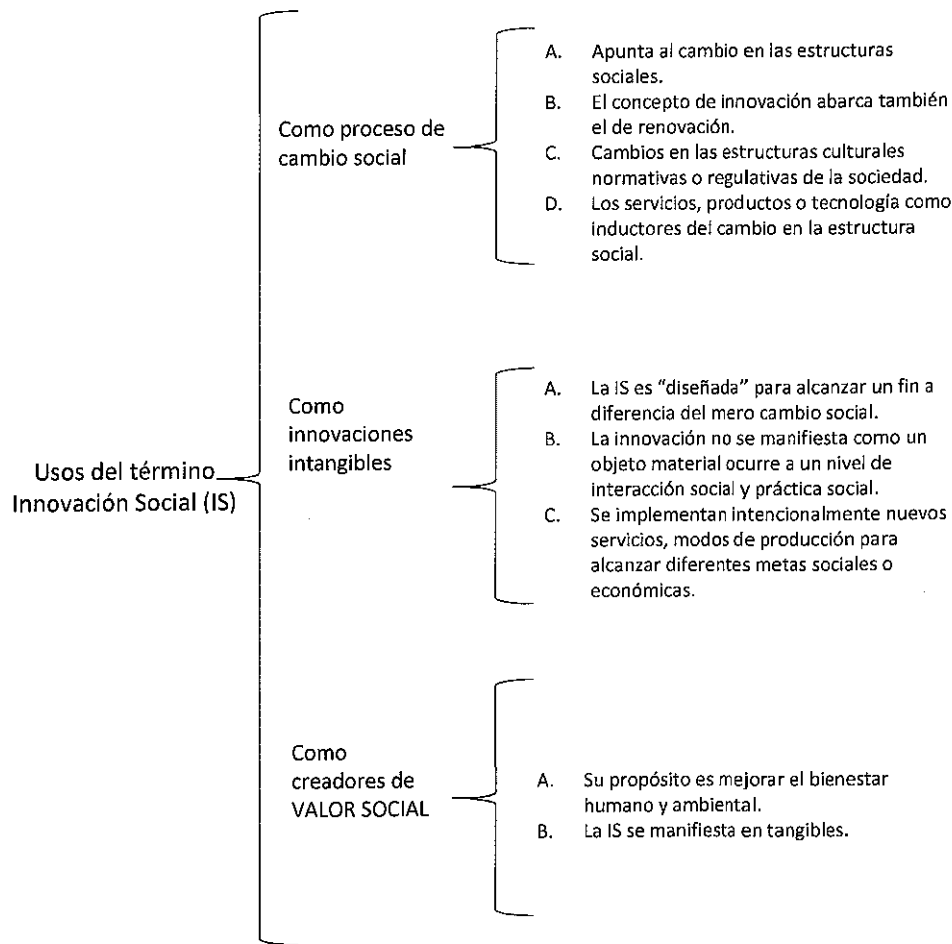 Usos del término
Innovación Social (IS)
Como proceso de
cambio social
A. Apunta al cambio en las estructuras
sociales.
B. El concepto de innovación abarca también
el de renovación.
C. Cambios en las estructuras culturales
normativas o regulativas de la sociedad.
D. Los servicios, productos o tecnología como
inductores del cambio en la estructura
social.
Como
innovaciones
intangibles
A. La IS es “diseñada” para alcanzar un fin a
diferencia del mero cambio social.
B. La innovación no se manifiesta como un
objeto material ocurre a un nivel de
interacción social y práctica social.
C. Se implementan intencionalmente nuevos
servicios, modos de producción para
alcanzar diferentes metas sociales o
económicas.
Como
creadores de
VALOR SOCIAL
A. Su propósito es mejorar el bienestar
humano y ambiental.
B. La IS se manifiesta en tangibles.